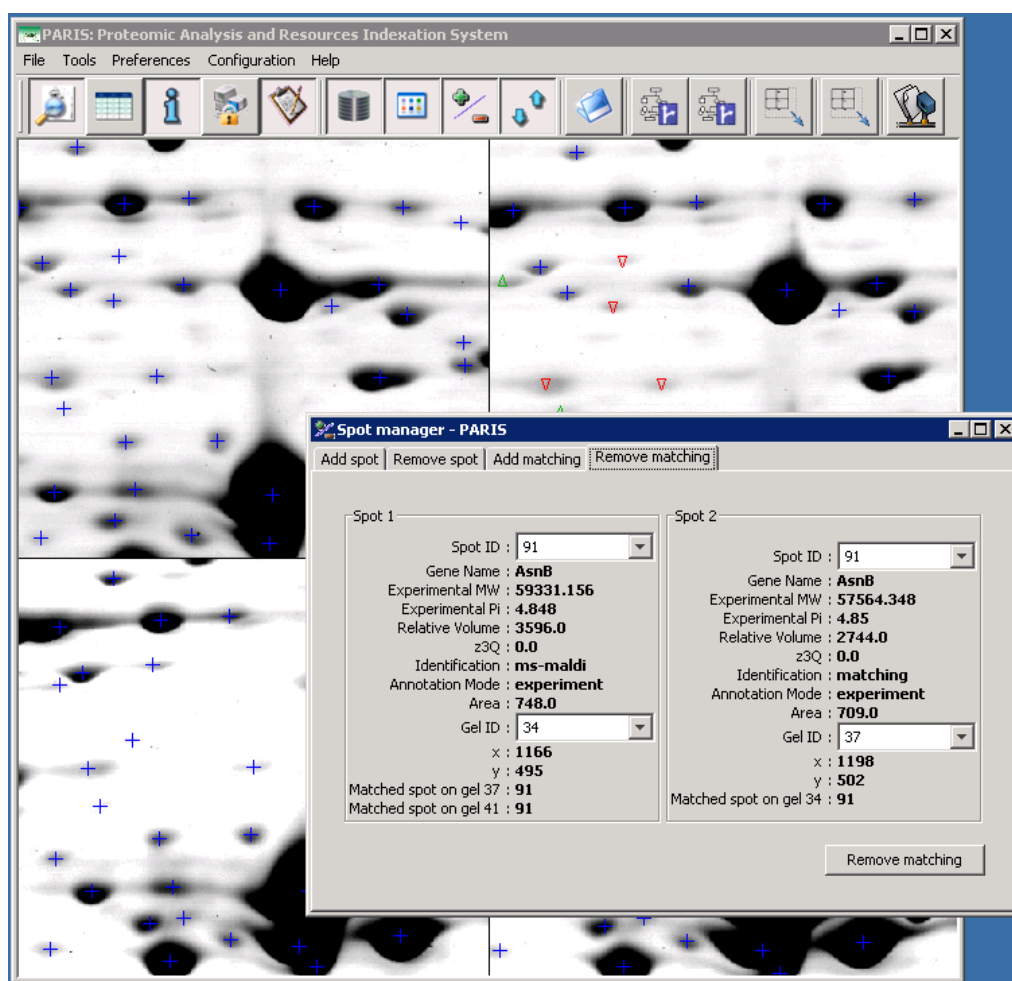 PARIS: Proteomic Analysis and Resources Indexation System
File Tools Preferences Configuration Help
Spot manager - PARIS
Add spot Remove spot Add matching Remove matching
Spot 1
Spot ID : 91
Gene Name : AsnB
Experimental MW : 59331.156
Experimental Pi : 4.848
Relative Volume : 3596.0
z3Q : 0.0
Identification : ms-maldi
Annotation Mode : experiment
Area : 748.0
Gel ID : 34
x : 1166
y : 495
Matched spot on gel 37 : 91
Matched spot on gel 41 : 91
Spot 2
Spot ID : 91
Gene Name : AsnB
Experimental MW : 57564.348
Experimental Pi : 4.85
Relative Volume : 2744.0
z3Q : 0.0
Identification : matching
Annotation Mode : experiment
Area : 709.0
Gel ID : 37
x : 1198
y : 502
Matched spot on gel 34 : 91
Remove matching